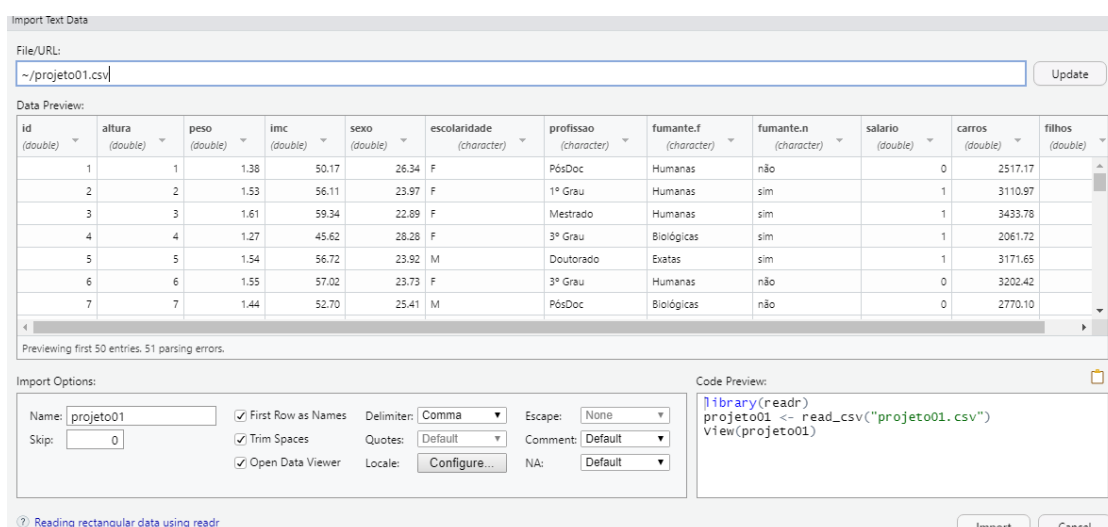 Import Text Data
File/URL:
~/projeto01.csv
Update
Data Preview:
id altura peso imc sexo escolaridade profissao fumante.f fumante.n salario carros filhos
(double) (double) (double) (double) (double) (character) (character) (character) (character) (double) (double) (double)
1 1 1.38 50.17 26.34 F PósDoc Humanas não 0 2517.17
2 2 1.53 56.11 23.97 F 1º Grau Humanas sim 1 3110.97
3 3 1.61 59.34 22.89 F Mestrado Humanas sim 1 3433.78
4 4 1.27 45.62 28.28 F 3º Grau Biológicas sim 1 2061.72
5 5 1.54 56.72 23.92 M Doutorado Exatas sim 1 3171.65
6 6 1.55 57.02 23.73 F 3º Grau Humanas não 0 3202.42
7 7 1.44 52.70 25.41 M PósDoc Biológicas não 0 2770.10
Previewing first 50 entries. 51 parsing errors.
Import Options:
Name: projeto01
Skip: 0
First Row as Names
Trim Spaces
Open Data Viewer
Delimiter: Comma
Quotes: Default
Locale: Configure...
Escape: None
Comment: Default
NA: Default
Code Preview:
library(readr)
projeto01 <- read_csv("projeto01.csv")
View(projeto01)
Reading rectangular data using readr
Import Cancel